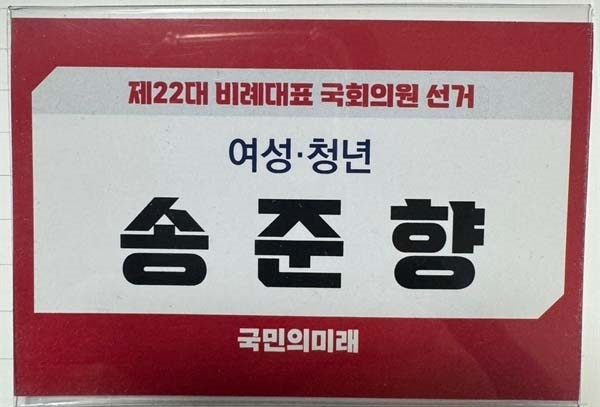 제22대 비례대표 국회의원 선거
여성·청년
송준향
국민의미래